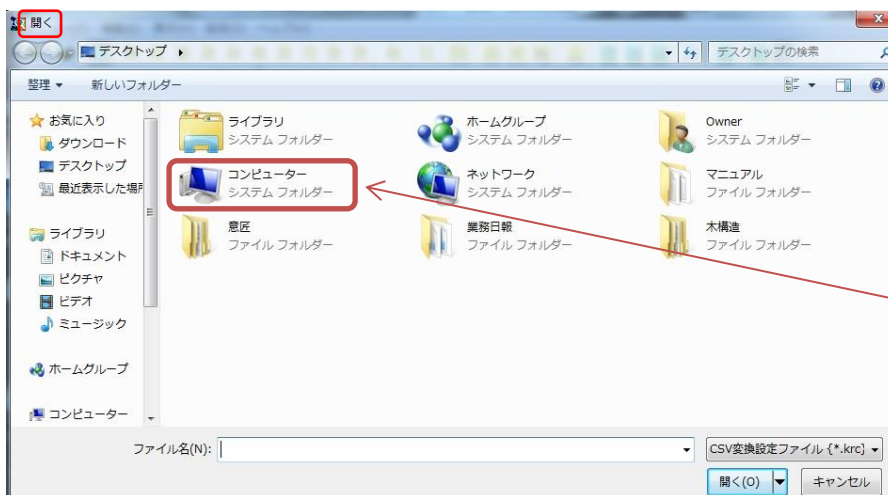 開く
デスクトップ
デスクトップの検索
整理 新しいフォルダー
お気に入り
ダウンロード
デスクトップ
最近表示した場所
ライブラリ
ドキュメント
ピクチャ
ビデオ
ミュージック
ホームグループ
コンピューター
ライブラリ
システム フォルダー
ホームグループ
システム フォルダー
Owner
システム フォルダー
コンピューター
システム フォルダー
ネットワーク
システム フォルダー
マニュアル
ファイル フォルダー
意匠
ファイル フォルダー
業務日報
ファイル フォルダー
木構造
ファイル フォルダー
ファイル名(N):
CSV変換設定ファイル {*.krc}
開く(O) キャンセル